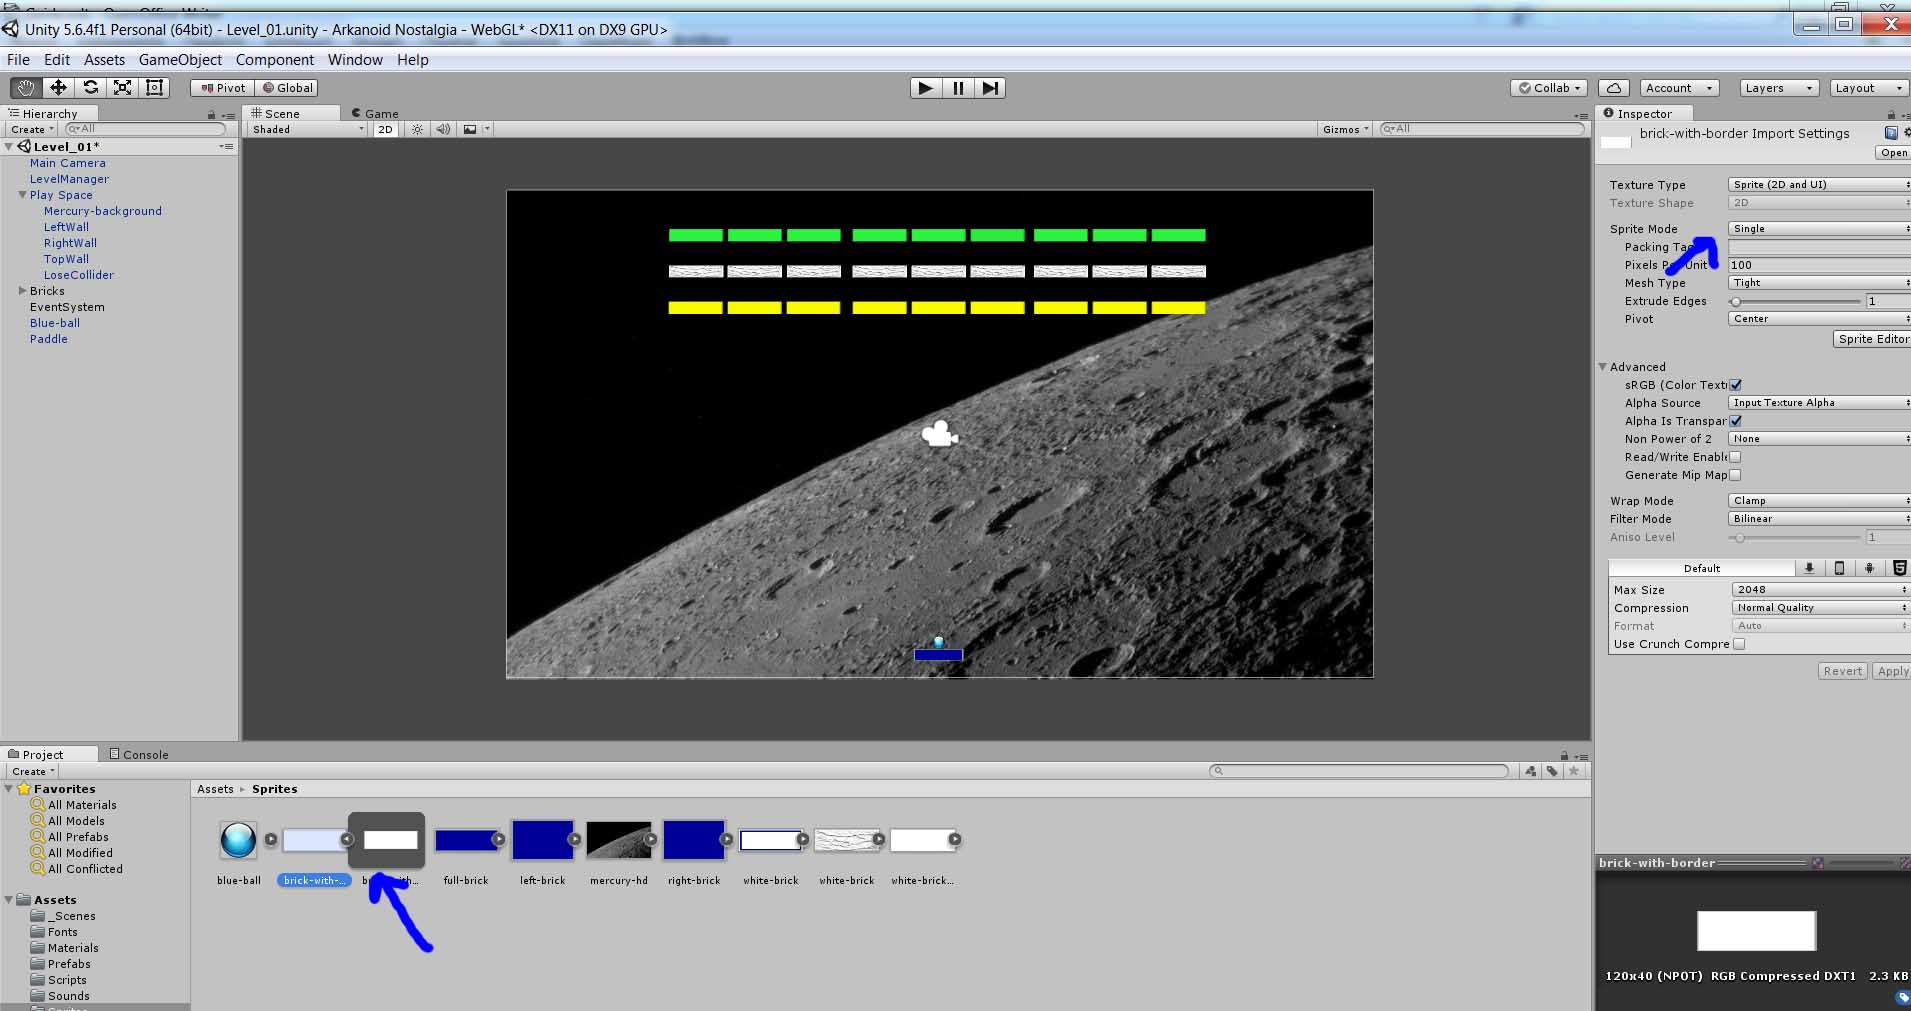 Unity 5.6.4f1 Personal (64bit) - Level_01.unity - Arkanoid Nostalgia - WebGL* <DX11 on DX9 GPU>
File Edit Assets GameObject Component Window Help
Pivot Global Collab Account Layers Layout
Hierarchy
Create All
Level_01*
Main Camera
LevelManager
Play Space
Mercury-background
LeftWall
RightWall
TopWall
LoseCollider
Bricks
EventSystem
Blue-ball
Paddle
Scene Game
Shaded 2D Gizmos All
Inspector
brick-with-border Import Settings
Open
Texture Type Sprite (2D and UI)
Texture Shape 2D
Sprite Mode Single
Packing Tag
Pixels Per Unit 100
Mesh Type Tight
Extrude Edges 1
Pivot Center
Sprite Editor
Advanced
sRGB (Color Textu
Alpha Source Input Texture Alpha
Alpha Is Transpar
Non Power of 2 None
Read/Write Enable
Generate Mip Map
Wrap Mode Clamp
Filter Mode Bilinear
Aniso Level 1
Default
Max Size 2048
Compression Normal Quality
Format Auto
Use Crunch Compre
Revert Apply
Project Console
Create
Favorites
All Materials
All Models
All Prefabs
All Modified
All Conflicted
Assets
_Scenes
Fonts
Materials
Prefabs
Scripts
Sounds
Assets Sprites
blue-ball brick-with-... full-brick left-brick mercury-hd right-brick white-brick white-brick white-brick...
brick-with-border
120x40 (NPOT) RGB Compressed DXT1 2.3 KB